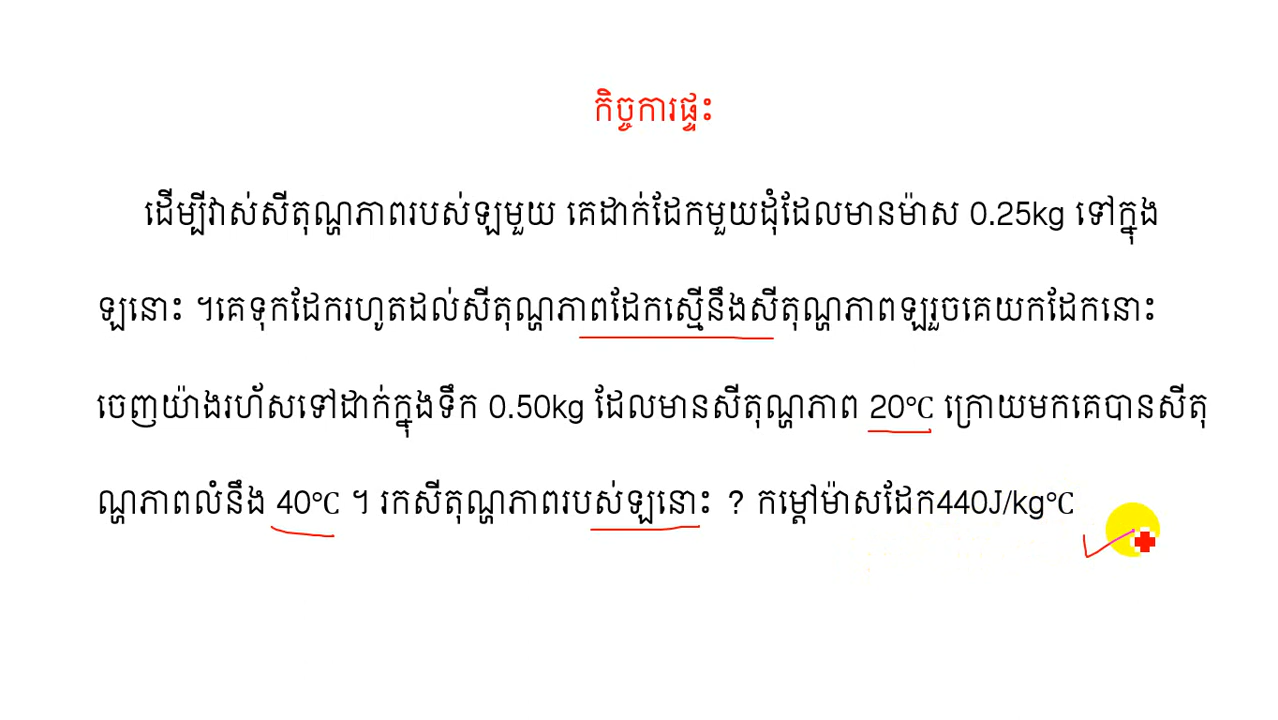 កិច្ចការផ្ទះ
ដើម្បីវាស់សីតុណ្ហភាពរបស់ឡមួយ គេដាក់ដែកមួយដុំដែលមានម៉ាស 0.25kg ទៅក្នុង
ឡនោះ ។គេទុកដែករហូតដល់សីតុណ្ហភាពដែកស្មើនឹងសីតុណ្ហភាពឡរួចគេយកដែកនោះ
ចេញយ៉ាងរហ័សទៅដាក់ក្នុងទឹក 0.50kg ដែលមានសីតុណ្ហភាព 20°C ក្រោយមកគេបានសីតុ
ណ្ហភាពលំនឹង 40°C ។ រកសីតុណ្ហភាពរបស់ឡនោះ ? កម្តៅម៉ាសដែក440J/kg°C